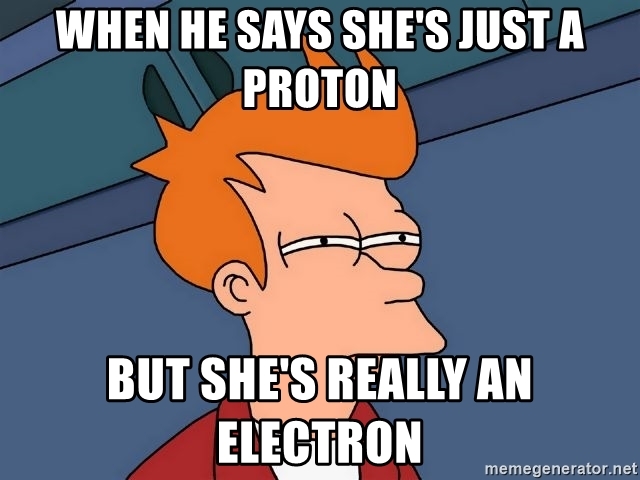 WHEN HE SAYS SHE'S JUST A
PROTON
BUT SHE'S REALLY AN
ELECTRON
memegenerator.net